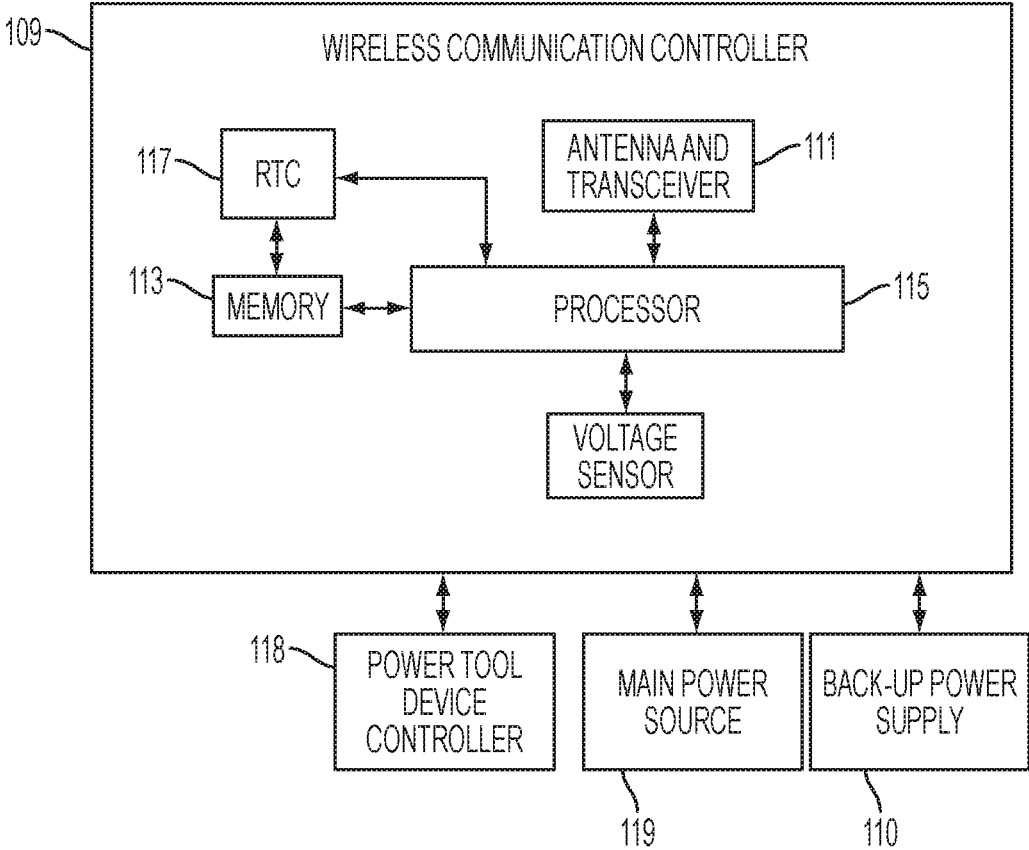 109
WIRELESS COMMUNICATION CONTROLLER
117
RTC
ANTENNA AND
TRANSCEIVER
111
113
MEMORY
PROCESSOR
115
VOLTAGE
SENSOR
118
POWER TOOL
DEVICE
CONTROLLER
MAIN POWER
SOURCE
BACK-UP POWER
SUPPLY
119
110